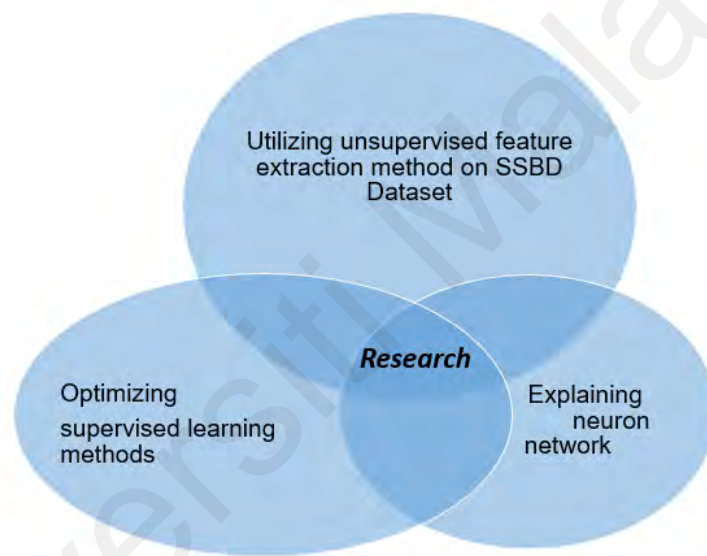 Utilizing unsupervised feature
extraction method on SSBD
Dataset
Research
Optimizing
supervised learning
methods
Explaining
neuron
network